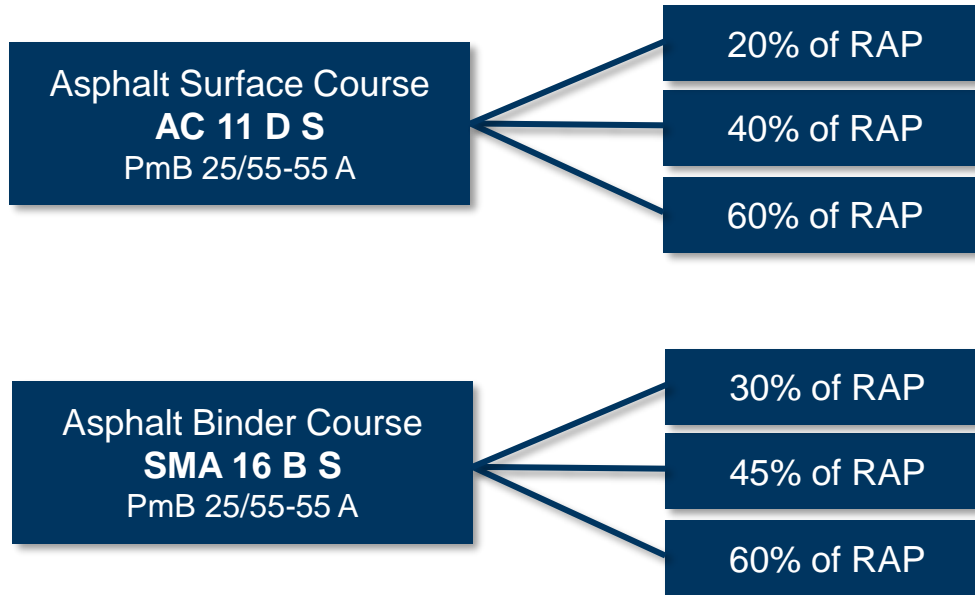 Asphalt Surface Course
AC 11 D S
PmB 25/55-55 A
20% of RAP
40% of RAP
60% of RAP
Asphalt Binder Course
SMA 16 B S
PmB 25/55-55 A
30% of RAP
45% of RAP
60% of RAP